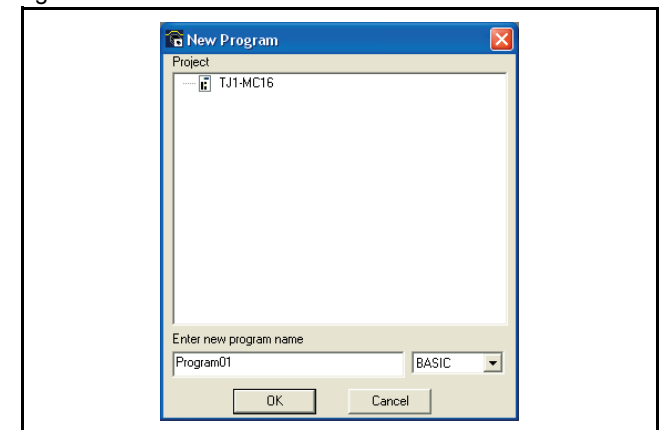 New Program
Project
TJ1-MC16
Enter new program name
Program01
BASIC
OK
Cancel